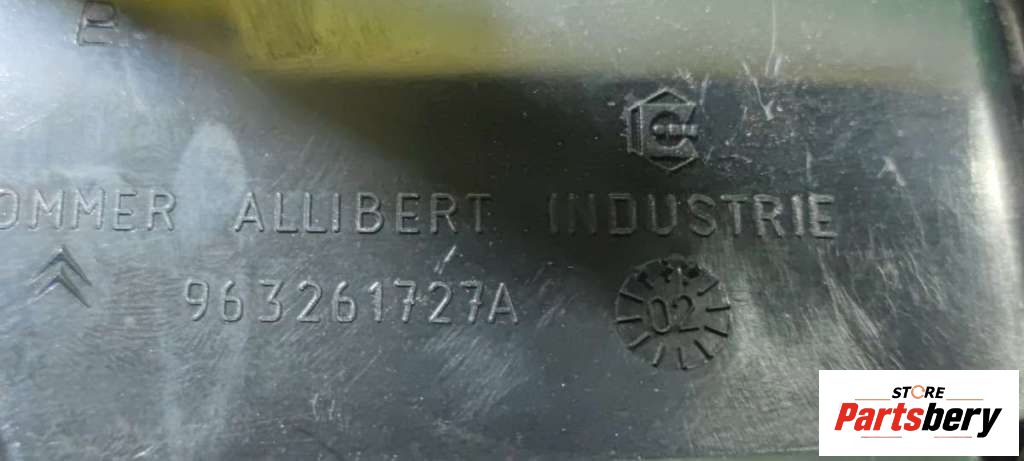 OMMER ALLIBERT INDUSTRIE
963261727A
02
STORE
Partsbery